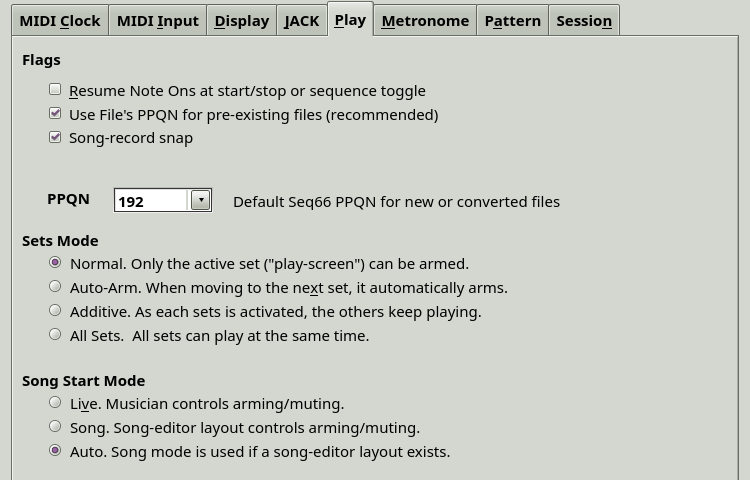 MIDI Clock MIDI Input Display JACK Play Metronome Pattern Session
Flags
Resume Note Ons at start/stop or sequence toggle
Use File's PPQN for pre-existing files (recommended)
Song-record snap
PPQN 192 Default Seq66 PPQN for new or converted files
Sets Mode
Normal. Only the active set ("play-screen") can be armed.
Auto-Arm. When moving to the next set, it automatically arms.
Additive. As each sets is activated, the others keep playing.
All Sets.  All sets can play at the same time.
Song Start Mode
Live. Musician controls arming/muting.
Song. Song-editor layout controls arming/muting.
Auto. Song mode is used if a song-editor layout exists.